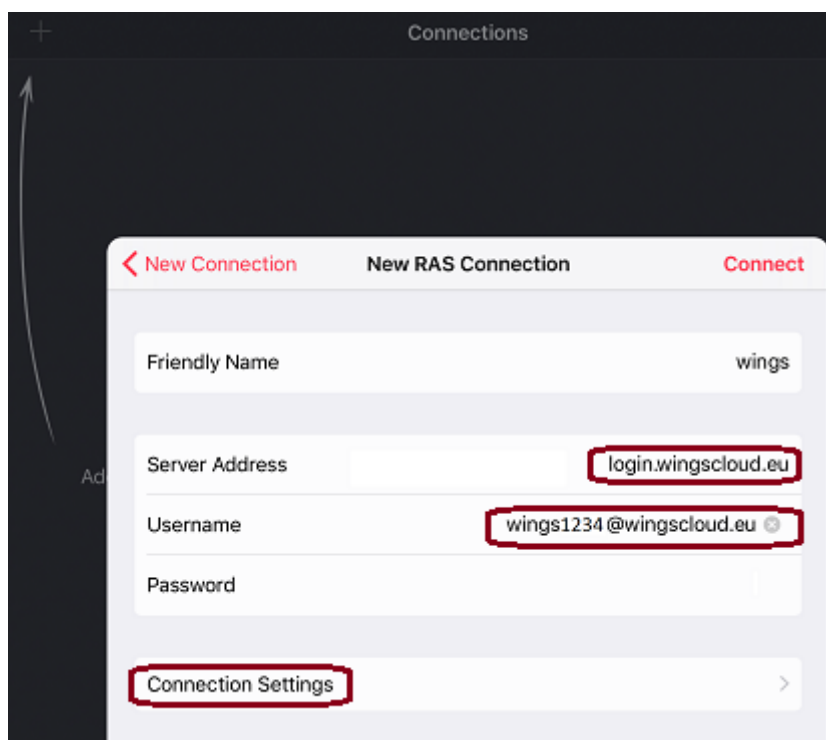 Connections
New Connection New RAS Connection Connect
Friendly Name wings
Server Address login.wingscloud.eu
Ad
Username wings1234@wingscloud.eu
Password
Connection Settings